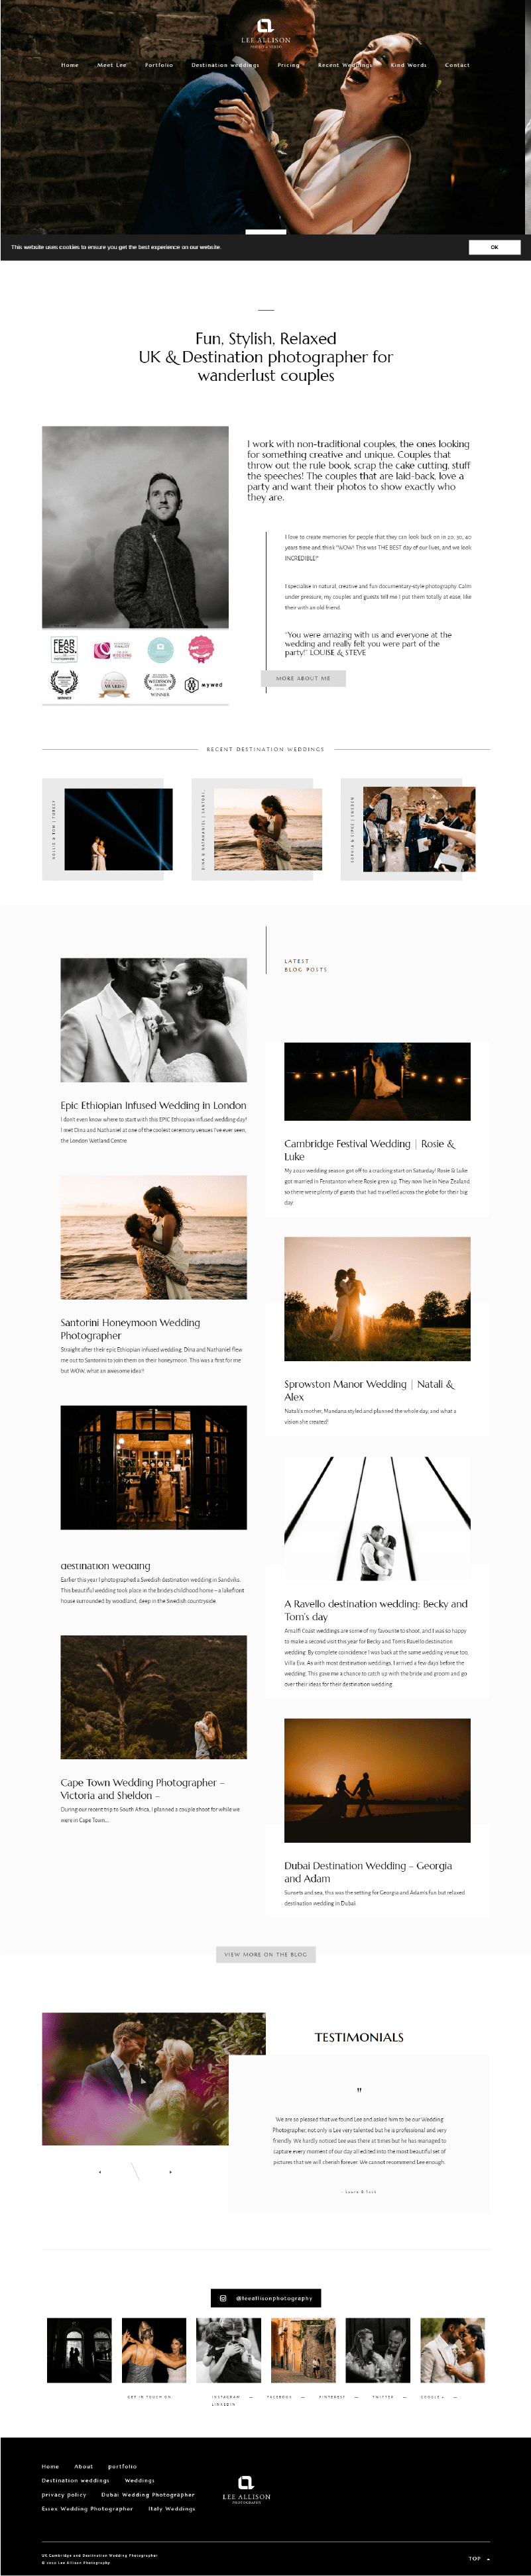 LEE ALLISON
Home Meet Lee Portfolio Destination weddings Pricing Recent Weddings Kind Words Contact
This website uses cookies to ensure you get the best experience on our website.
OK
Fun, Stylish, Relaxed
UK & Destination photographer for
wanderlust couples
I work with non-traditional couples, the ones looking
for something creative and unique. Couples that
throw out the rule book, scrap the cake cutting, stuff
the speeches! The couples that are laid-back, love a
party and want their photos to show exactly who
they are.
I love to create memories for people that they can look back on in 20, 30, 40
years time and think "WOW! This was THE BEST day of our lives, and we look
INCREDIBLE!"
I specialise in natural, creative and fun documentary-style photography. Calm
under pressure, my couples and guests tell me I put them totally at ease, like
their with an old friend.
"You were amazing with us and everyone at the
wedding and really felt you were part of the
party!" LOUISE & STEVE
FEAR
LESS.
WINNER
AWARDS
WINNER
mywed
MORE ABOUT ME
RECENT DESTINATION WEDDINGS
HOLLIE & TOM | TURKEY
DINA & NATHANIEL | SANTORI...
SWEDEN
LATEST
BLOG POSTS
Epic Ethiopian Infused Wedding in London
I don't even know where to start with this EPIC Ethiopian infused wedding day!
I met Dina and Nathaniel at one of the coolest ceremony venues I've ever seen,
the London Wetland Centre.
Cambridge Festival Wedding | Rosie &
Luke
My 2020 wedding season got off to a cracking start on Saturday! Rosie & Luke
got married in Fenstanton where Rosie grew up. They now live in New Zealand
so there were plenty of guests that had travelled across the globe for their big
day.
Santorini Honeymoon Wedding
Photographer
Straight after their epic Ethiopian infused wedding, Dina and Nathaniel flew
me out to Santorini to join them on their honeymoon. This was a first for me
but WOW, what an awesome idea!!
Sprowston Manor Wedding | Natali &
Alex
Natali's mother, Mandana styled and planned the whole day, and what a
vision she created!
destination wedding
Earlier this year I photographed a Swedish destination wedding in Sandviks.
This beautiful wedding took place in the brides childhood home – a lakefront
house surrounded by woodland, deep in the Swedish countryside.
A Ravello destination wedding: Becky and
Tom's day
Amalfi Coast weddings are some of my favourite to shoot, and I was so happy
to make a second visit this year for Becky and Tom's Ravello destination
wedding. By complete coincidence I was back at the same wedding venue too,
Villa Eva. As with most destination weddings, I arrived a few days before the
wedding. This gave me a chance to catch up with the bride and groom and go
over their ideas for their destination wedding.
Cape Town Wedding Photographer –
Victoria and Sheldon –
During our recent trip to South Africa, I planned a couple shoot for while we
were in Cape Town...
Dubai Destination Wedding – Georgia
and Adam
Sunsets and sea, this was the setting for Georgia and Adam's fun but relaxed
destination wedding in Dubai.
VIEW MORE ON THE BLOG
TESTIMONIALS
"
We are so pleased that we found Lee and asked him to be our Wedding
Photographer, not only is Lee very talented but he is professional and very
friendly. We hardly noticed Lee was there at times but he has managed to
capture every moment of our day all edited into the most beautiful set of
pictures that we will cherish forever. We cannot recommend Lee enough.
@leeallisonphotography
GET IN TOUCH ON INSTAGRAM — FACEBOOK — PINTEREST — TWITTER — GOOGLE + —
LINKEDIN
Home About portfolio
Destination weddings Weddings
privacy policy Dubai Wedding Photographer
Essex Wedding Photographer Italy Weddings
LEE ALLISON
PHOTOGRAPHY
UK Cambridge and Destination Wedding Photographer
© 2020 Lee Allison Photography
TOP